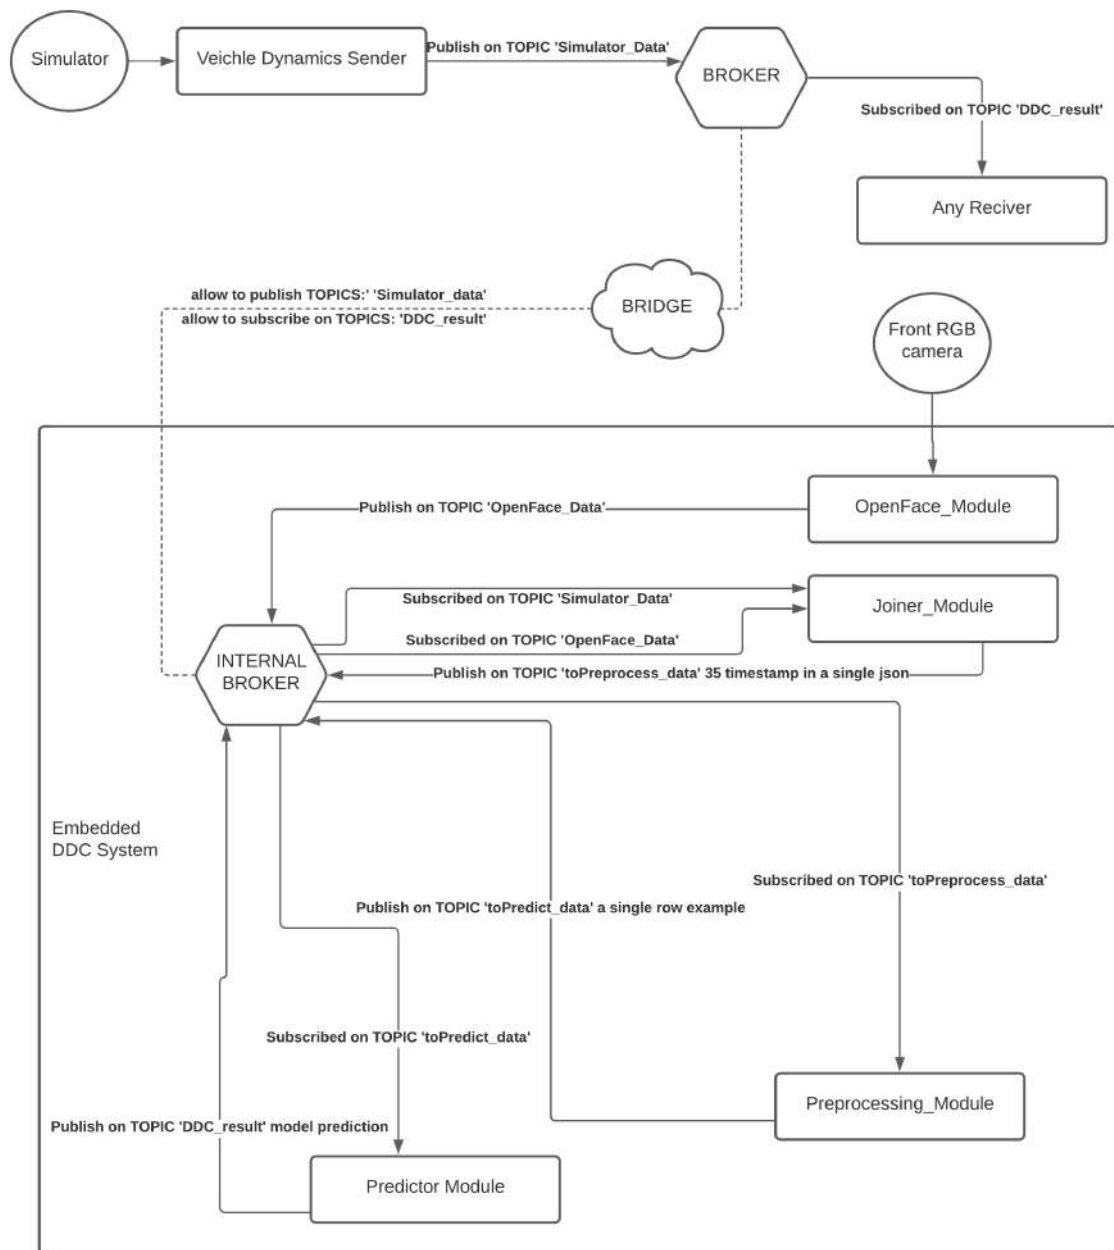 Simulator
Veichle Dynamics Sender
Publish on TOPIC 'Simulator_Data'
BROKER
Subscribed on TOPIC 'DDC_result'
Any Reciver
allow to publish TOPICS:' 'Simulator_data'
allow to subscribe on TOPICS: 'DDC_result'
BRIDGE
Front RGB
camera
OpenFace_Module
Publish on TOPIC 'OpenFace_Data'
Joiner_Module
Subscribed on TOPIC 'Simulator_Data'
Subscribed on TOPIC 'OpenFace_Data'
INTERNAL
BROKER
Publish on TOPIC 'toPreprocess_data' 35 timestamp in a single json
Embedded
DDC System
Subscribed on TOPIC 'toPreprocess_data'
Publish on TOPIC 'toPredict_data' a single row example
Subscribed on TOPIC 'toPredict_data'
Preprocessing_Module
Publish on TOPIC 'DDC_result' model prediction
Predictor Module